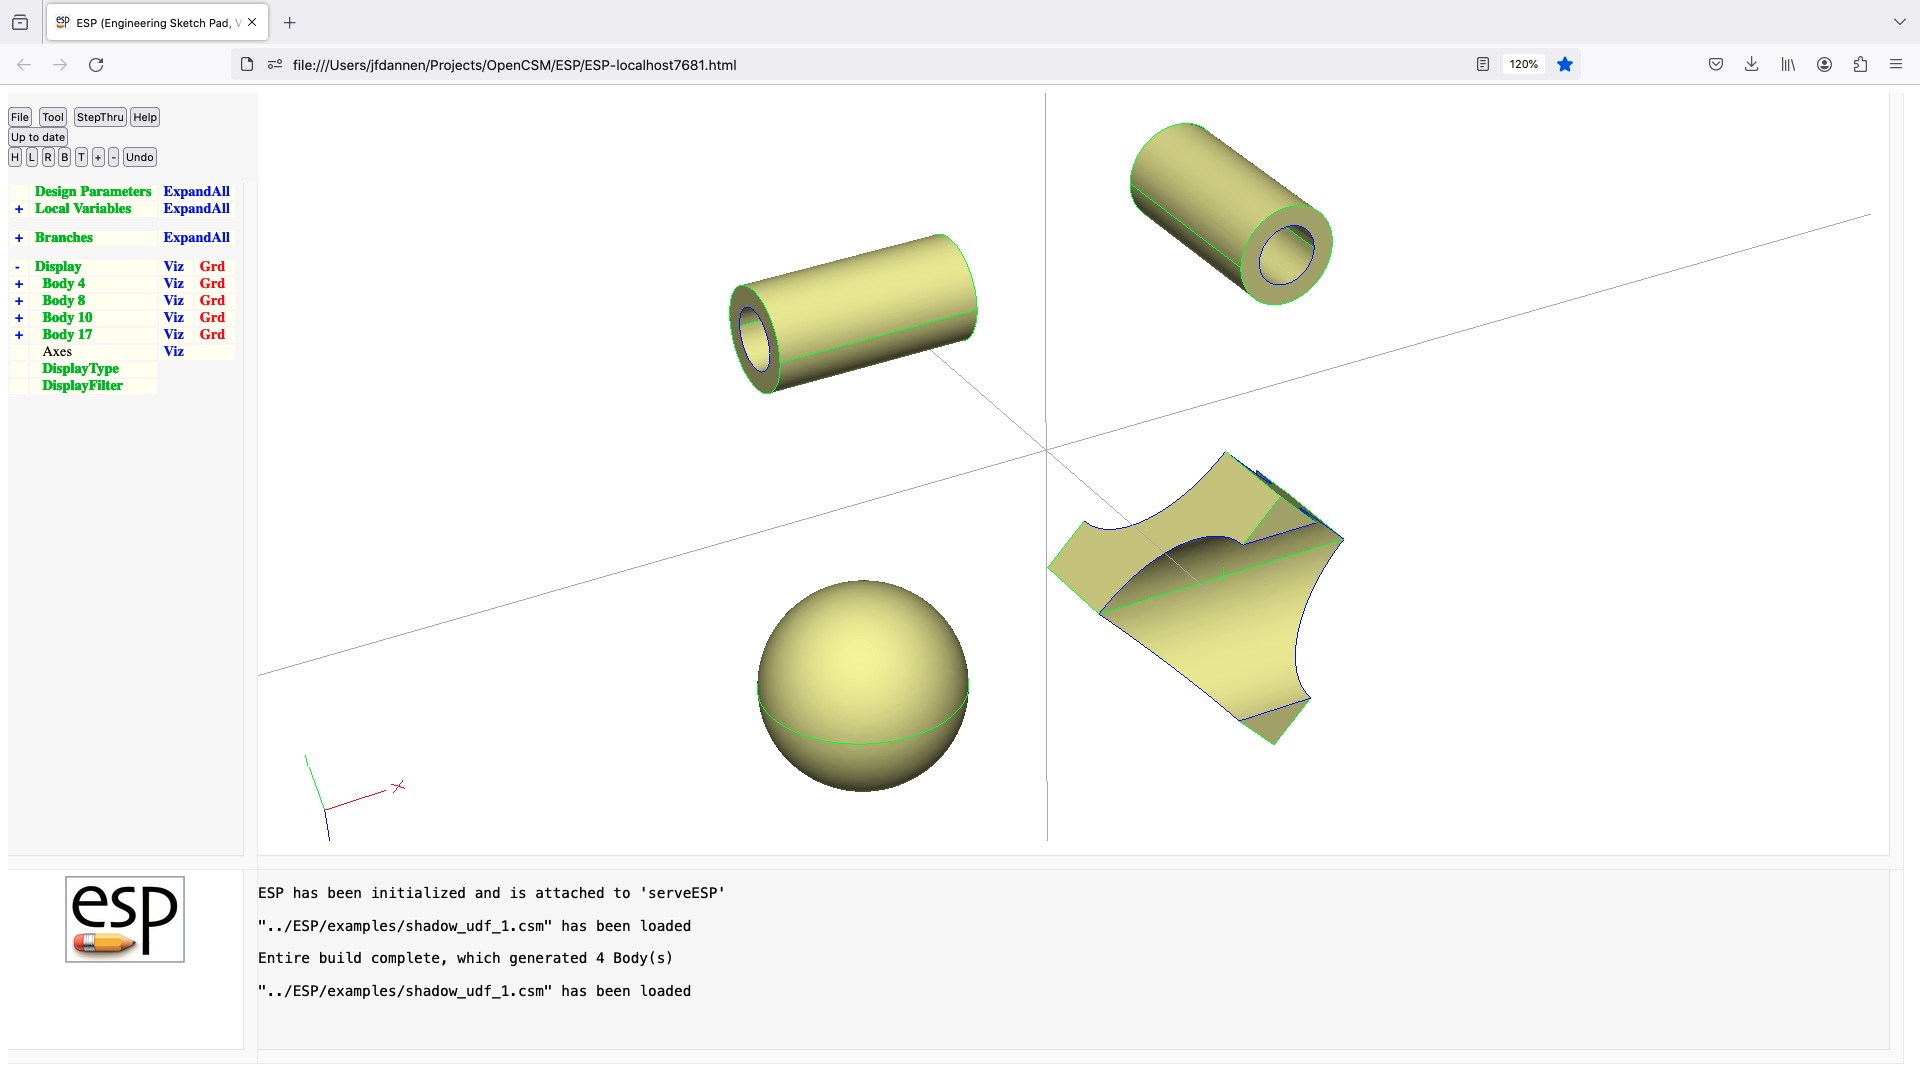 ESP (Engineering Sketch Pad, V
file:///Users/jfdannen/Projects/OpenCSM/ESP/ESP-localhost7681.html
120%
File Tool StepThru Help
Up to date
H L R B T + - Undo
Design Parameters ExpandAll
+ Local Variables ExpandAll
+ Branches ExpandAll
- Display Viz Grd
+ Body 4 Viz Grd
+ Body 8 Viz Grd
+ Body 10 Viz Grd
+ Body 17 Viz Grd
Axes Viz
DisplayType
DisplayFilter
X
esp
ESP has been initialized and is attached to 'serveESP'
"../ESP/examples/shadow_udf_1.csm" has been loaded
Entire build complete, which generated 4 Body(s)
"../ESP/examples/shadow_udf_1.csm" has been loaded